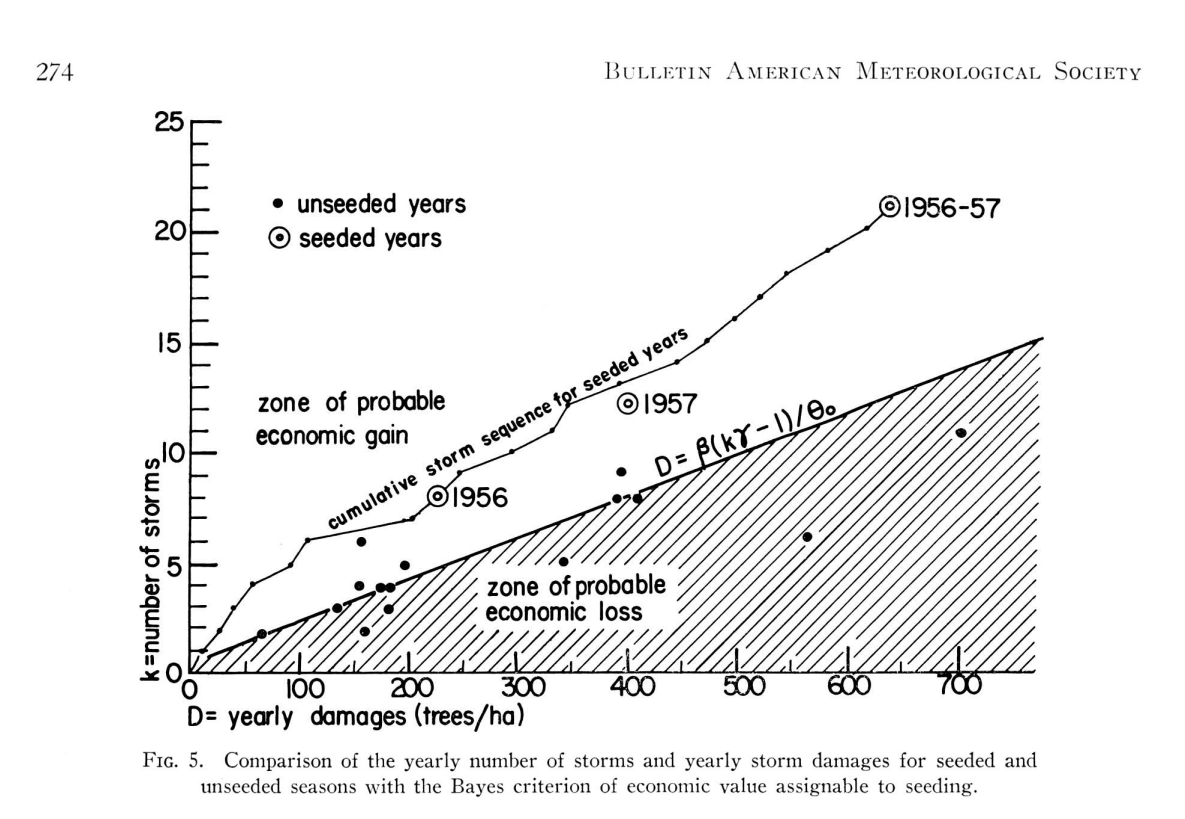 274
BULLETIN AMERICAN METEOROLOGICAL SOCIETY
25
20
15
10
5
0
k=number of storms
• unseeded years
seeded years
1956-57
cumulative storm sequence for seeded years
1957
zone of probable
economic gain
D= β(kγ-1)/θ₀
1956
zone of probable
economic loss
0 100 200 300 400 500 600 700
D= yearly damages (trees/ha)
FIG. 5. Comparison of the yearly number of storms and yearly storm damages for seeded and
unseeded seasons with the Bayes criterion of economic value assignable to seeding.